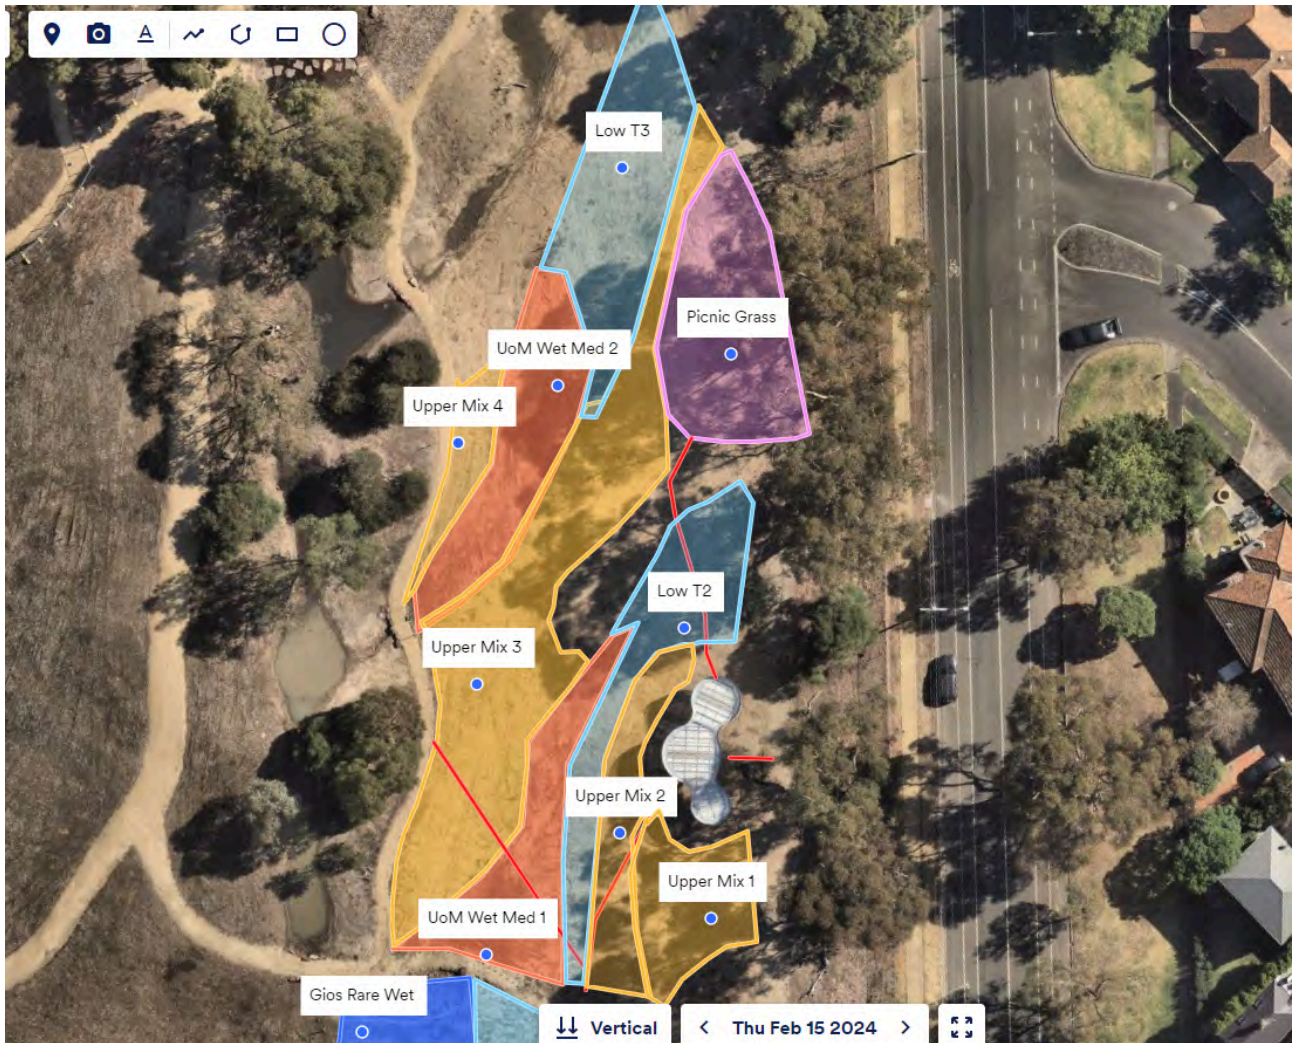 A
Low T3
Picnic Grass
UoM Wet Med 2
Upper Mix 4
Low T2
Upper Mix 3
Upper Mix 2
Upper Mix 1
UoM Wet Med 1
Gios Rare Wet
Vertical
Thu Feb 15 2024